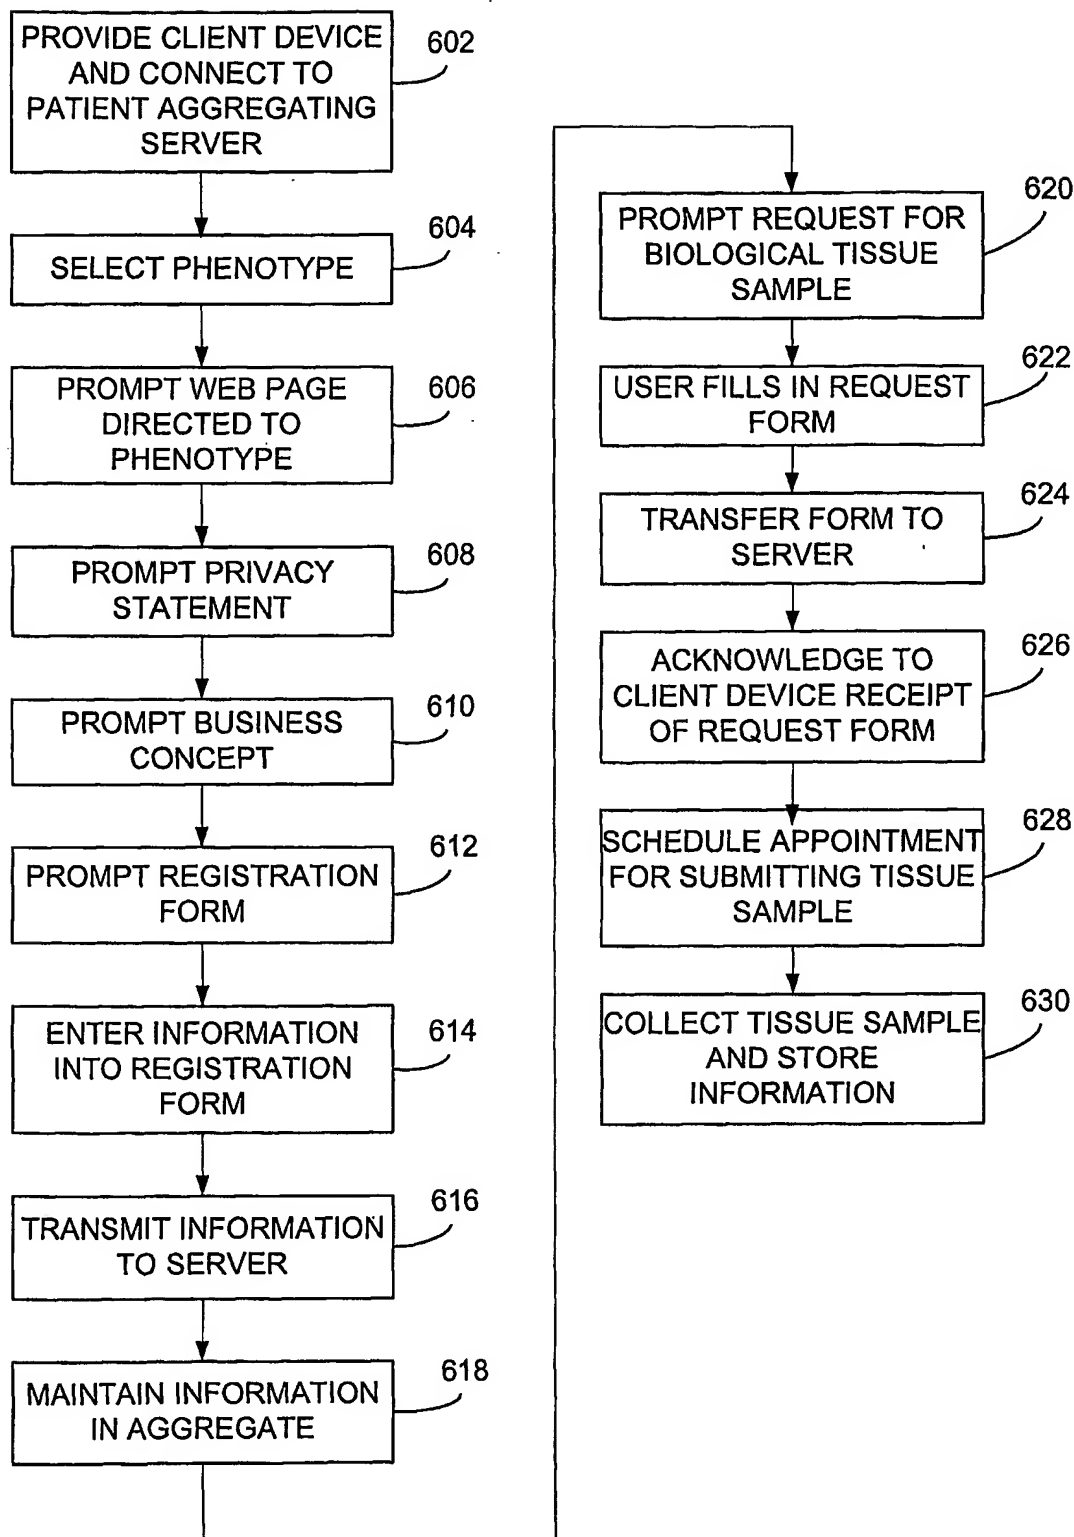 PROVIDE CLIENT DEVICE
AND CONNECT TO
PATIENT AGGREGATING
SERVER
602
SELECT PHENOTYPE
604
PROMPT WEB PAGE
DIRECTED TO
PHENOTYPE
606
PROMPT PRIVACY
STATEMENT
608
PROMPT BUSINESS
CONCEPT
610
PROMPT REGISTRATION
FORM
612
ENTER INFORMATION
INTO REGISTRATION
FORM
614
TRANSMIT INFORMATION
TO SERVER
616
MAINTAIN INFORMATION
IN AGGREGATE
618
PROMPT REQUEST FOR
BIOLOGICAL TISSUE
SAMPLE
620
USER FILLS IN REQUEST
FORM
622
TRANSFER FORM TO
SERVER
624
ACKNOWLEDGE TO
CLIENT DEVICE RECEIPT
OF REQUEST FORM
626
SCHEDULE APPOINTMENT
FOR SUBMITTING TISSUE
SAMPLE
628
COLLECT TISSUE SAMPLE
AND STORE
INFORMATION
630